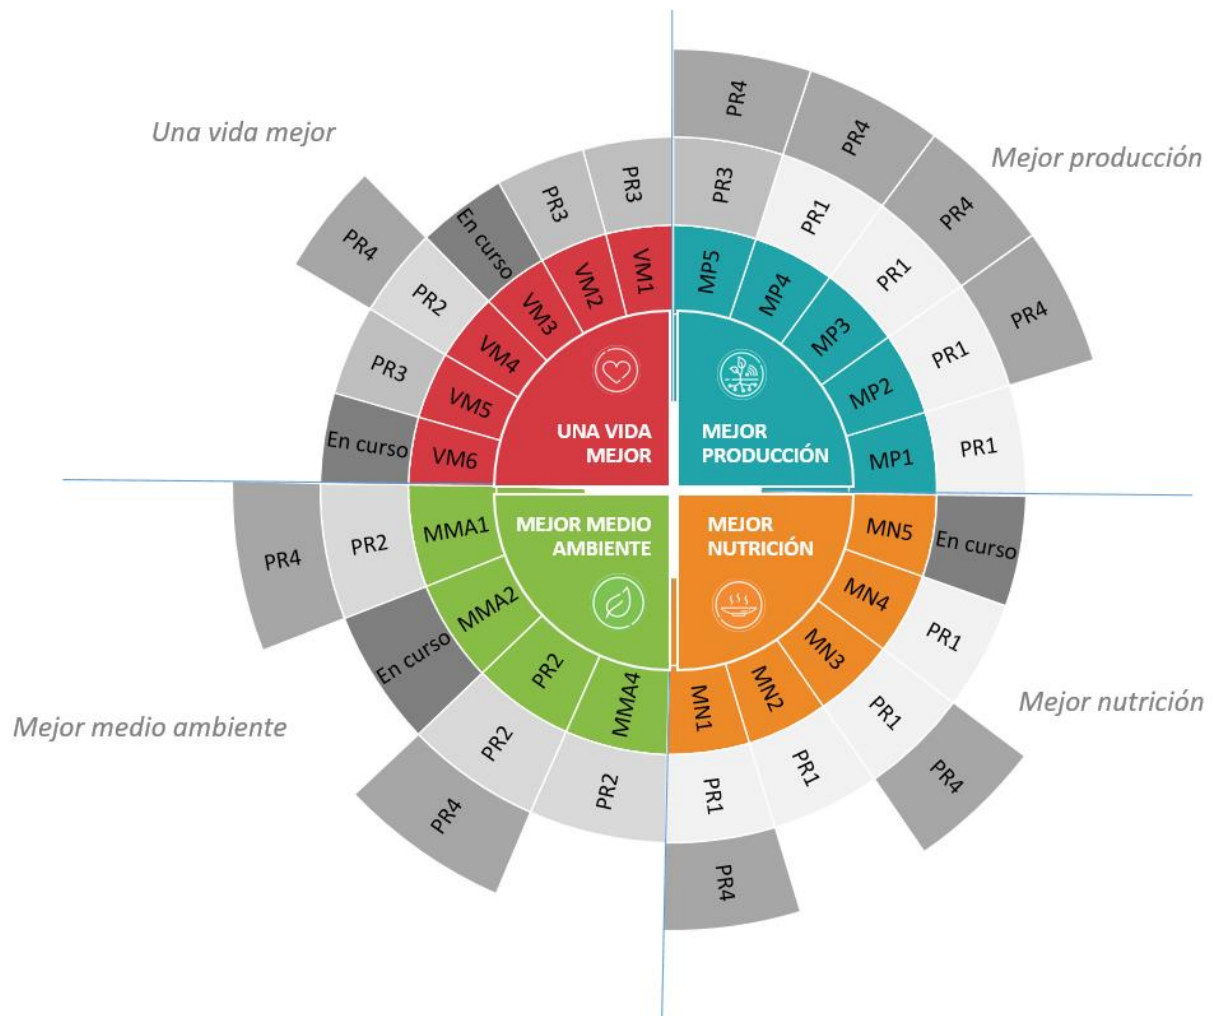 Una vida mejor
Mejor producción
PR4
PR4
PR4
PR4
PR3
PR1
PR1
PR1
PR1
MP5
MP4
MP3
MP2
MP1
MEJOR
PRODUCCIÓN
PR3
PR3
En curso
PR4
PR2
PR3
En curso
VM1
VM2
VM3
VM4
VM5
VM6
UNA VIDA
MEJOR
MEJOR MEDIO
AMBIENTE
MMA1
MMA2
PR2
MMA4
PR2
PR4
En curso
PR2
PR4
PR2
Mejor medio ambiente
MEJOR
NUTRICIÓN
MN5
MN4
MN3
MN2
MN1
En curso
PR1
PR1
PR4
PR1
PR1
PR4
Mejor nutrición